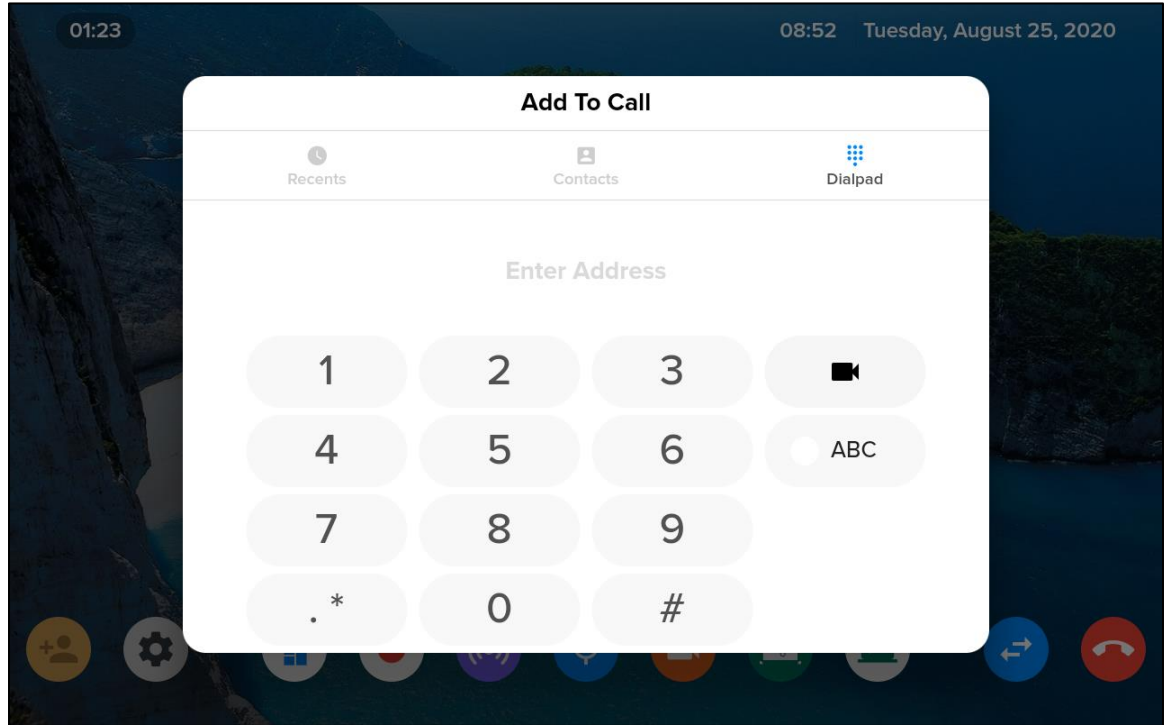 01:23 08:52 Tuesday, August 25, 2020
Add To Call
Recents Contacts Dialpad
Enter Address
1 2 3
4 5 6 ABC
7 8 9
. * 0 #